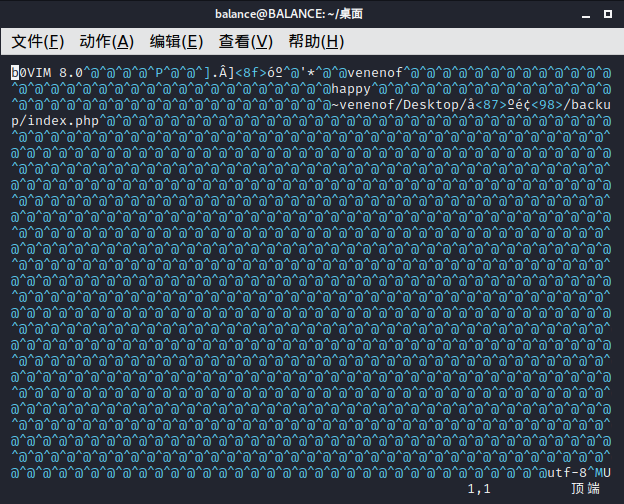 b0VIM 8.0^@^@^@^@^P^@^@^].Â]<8f>óº^@'*^@^@venenof^@^@^@^@^@^@^@^@^@^@^@^@^@
^@^@^@^@^@^@^@^@^@^@^@^@^@^@^@^@^@^@^@^@happy^@^@^@^@^@^@^@^@^@^@^@^@^@^@^@
^@^@^@^@^@^@^@^@^@^@^@^@^@^@^@^@^@^@^@^@~venenof/Desktop/å<87>ºé¢<98>/backu
p/index.php^@^@^@^@^@^@^@^@^@^@^@^@^@^@^@^@^@^@^@^@^@^@^@^@^@^@^@^@^@^@^@^@
^@^@^@^@^@^@^@^@^@^@^@^@^@^@^@^@^@^@^@^@^@^@^@^@^@^@^@^@^@^@^@^@^@^@^@^@^@^
@^@^@^@^@^@^@^@^@^@^@^@^@^@^@^@^@^@^@^@^@^@^@^@^@^@^@^@^@^@^@^@^@^@^@^@^@^@
^@^@^@^@^@^@^@^@^@^@^@^@^@^@^@^@^@^@^@^@^@^@^@^@^@^@^@^@^@^@^@^@^@^@^@^@^@^
@^@^@^@^@^@^@^@^@^@^@^@^@^@^@^@^@^@^@^@^@^@^@^@^@^@^@^@^@^@^@^@^@^@^@^@^@^@
^@^@^@^@^@^@^@^@^@^@^@^@^@^@^@^@^@^@^@^@^@^@^@^@^@^@^@^@^@^@^@^@^@^@^@^@^@^
@^@^@^@^@^@^@^@^@^@^@^@^@^@^@^@^@^@^@^@^@^@^@^@^@^@^@^@^@^@^@^@^@^@^@^@^@^@
^@^@^@^@^@^@^@^@^@^@^@^@^@^@^@^@^@^@^@^@^@^@^@^@^@^@^@^@^@^@^@^@^@^@^@^@^@^
@^@^@^@^@^@^@^@^@^@^@^@^@^@^@^@^@^@^@^@^@^@^@^@^@^@^@^@^@^@^@^@^@^@^@^@^@^@
^@^@^@^@^@^@^@^@^@^@^@^@^@^@^@^@^@^@^@^@^@^@^@^@^@^@^@^@^@^@^@^@^@^@^@^@^@^
@^@^@^@^@^@^@^@^@^@^@^@^@^@^@^@^@^@^@^@^@^@^@^@^@^@^@^@^@^@^@^@^@^@^@^@^@^@
^@^@^@^@^@^@^@^@^@^@^@^@^@^@^@^@^@^@^@^@^@^@^@^@^@^@^@^@^@^@^@^@^@^@^@^@^@^
@^@^@^@^@^@^@^@^@^@^@^@^@^@^@^@^@^@^@^@^@^@^@^@^@^@^@^@^@^@^@^@^@^@^@^@^@^@
^@^@^@^@^@^@^@^@^@^@^@^@^@^@^@^@^@^@^@^@^@^@^@^@^@^@^@^@^@^@^@^@^@^@^@^@^@^
@^@^@^@^@^@^@^@^@^@^@^@^@^@^@^@^@^@^@^@^@^@^@^@^@^@^@^@^@^@^@^@^@^@^@^@^@^@
^@^@^@^@^@^@^@^@^@^@^@^@^@^@^@^@^@^@^@^@^@^@^@^@^@^@^@^@^@^@^@^@^@^@^@^@^@^
@^@^@^@^@^@^@^@^@^@^@^@^@^@^@^@^@^@^@^@^@^@^@^@^@^@^@^@^@^@^@^@^@^@^@^@^@^@
^@^@^@^@^@^@^@^@^@^@^@^@^@^@^@^@^@^@^@^@^@^@^@^@^@^@^@^@^@^@^@^@^@^@^@^@^@^
@^@^@^@^@^@^@^@^@^@^@^@^@^@^@^@^@^@^@^@^@^@^@^@^@^@^@^@^@^@^@^@^@^@^@^@^@^@
^@^@^@^@^@^@^@^@^@^@^@^@^@^@^@^@^@^@^@^@^@^@^@^@^@^@^@^@^@^@^@^@^@^@^@^@^@^
@^@^@^@^@^@^@^@^@^@^@^@^@^@^@^@^@^@^@^@^@^@^@^@^@^@^@^@^@^@^@^@^@^@^@^@^@^@
^@^@^@^@^@^@^@^@^@^@^@^@^@^@^@^@^@^@^@^@^@^@^@^@^@^@^@^@^@^@^@^@^@^@^@^@^@^
@^@^@^@^@^@^@^@^@^@^@^@^@^@^@^@^@^@^@^@^@^@^@^@^@^@^@^@^@^@^@^@^@^@utf-8^MU
1,1 顶端
balance@BALANCE: ~/桌面
文件(F) 动作(A) 编辑(E) 查看(V) 帮助(H)